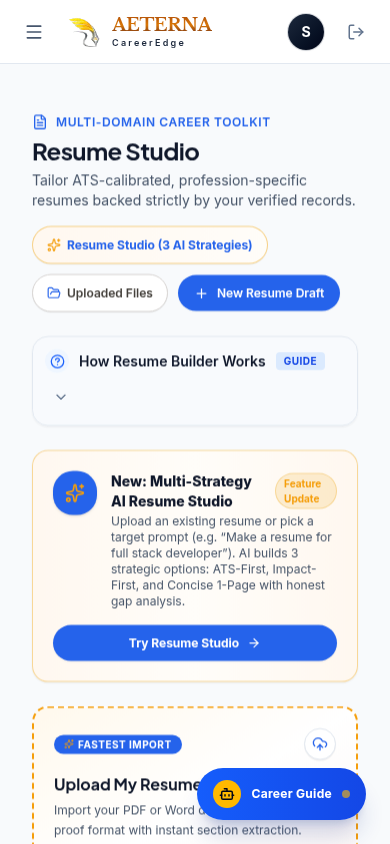 AETERNA
CareerEdge
S
MULTI-DOMAIN CAREER TOOLKIT
Resume Studio
Tailor ATS-calibrated, profession-specific
resumes backed strictly by your verified records.
Resume Studio (3 AI Strategies)
Uploaded Files
New Resume Draft
How Resume Builder Works
GUIDE
New: Multi-Strategy
AI Resume Studio
Feature
Update
Upload an existing resume or pick a
target prompt (e.g. “Make a resume for
full stack developer”). AI builds 3
strategic options: ATS-First, Impact-
First, and Concise 1-Page with honest
gap analysis.
Try Resume Studio
FASTEST IMPORT
Upload My Resume
Import your PDF or Word
proof format with instant section extraction.
Career Guide